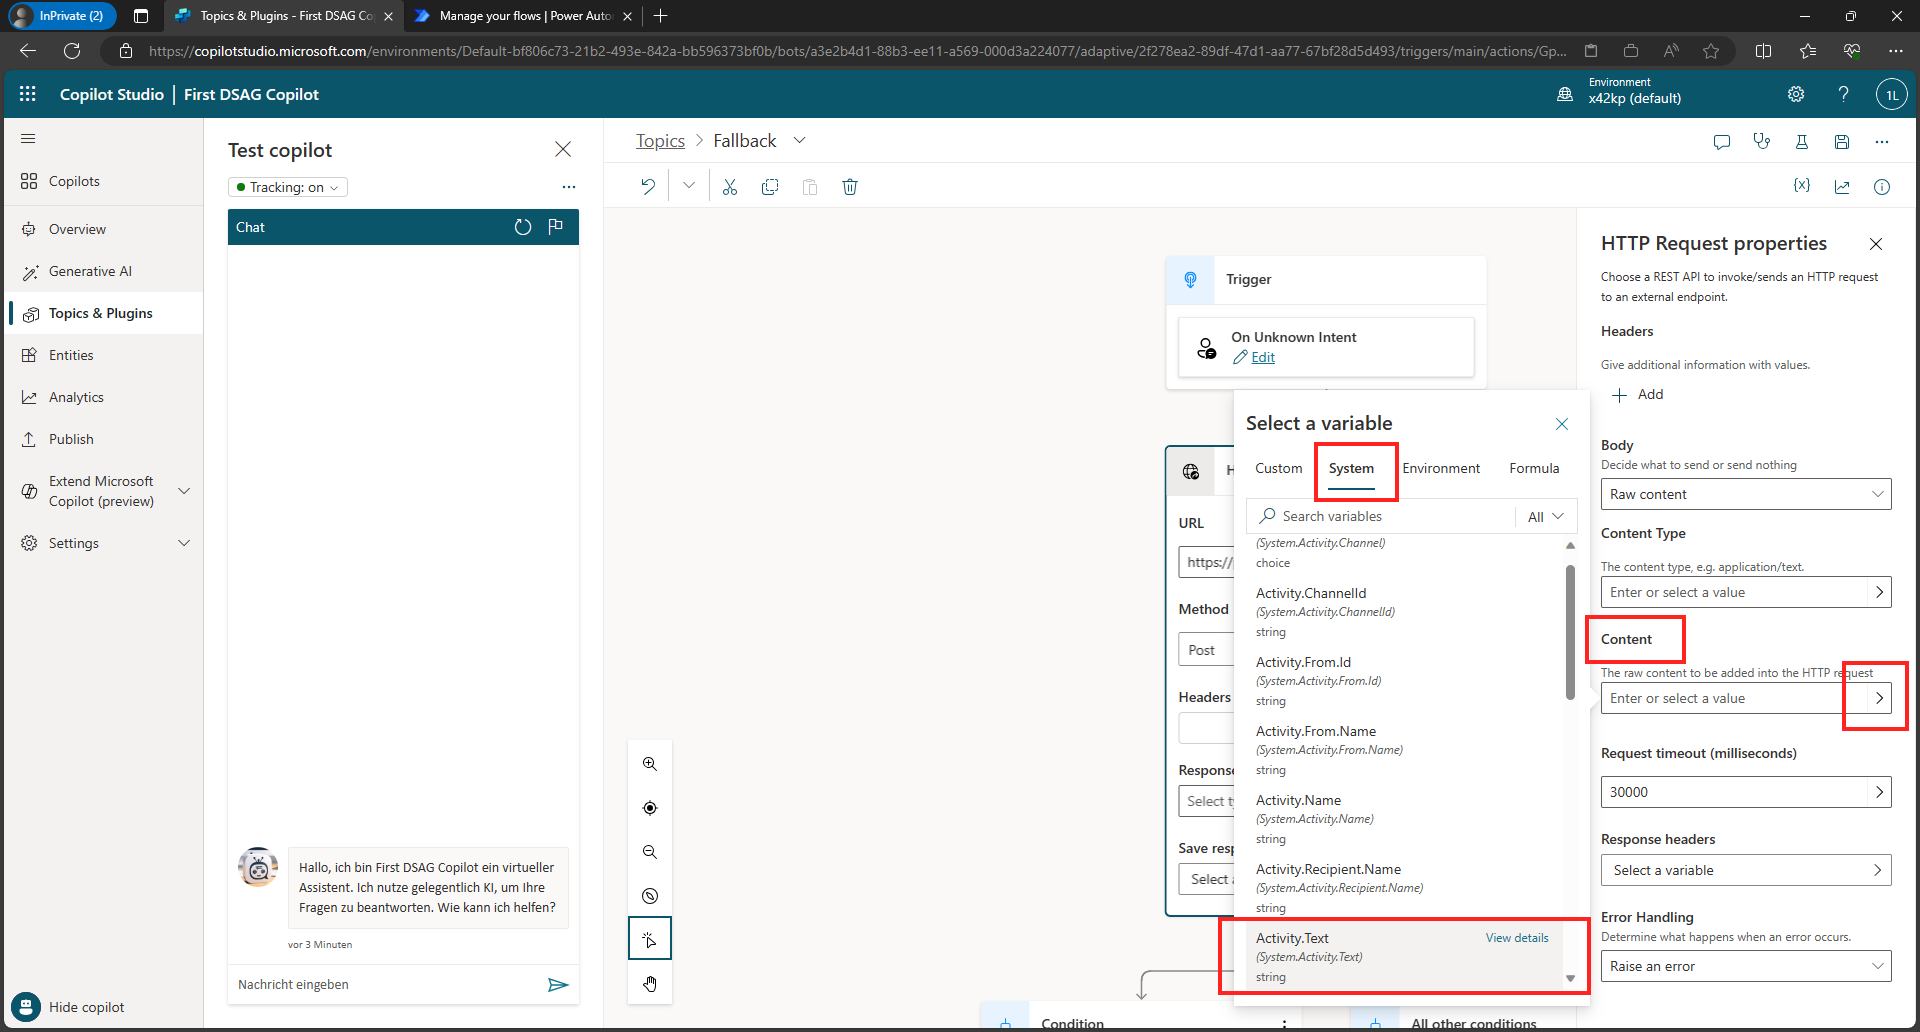 InPrivate (2)
Topics & Plugins - First DSAG Co
Manage your flows | Power Auto
https://copilotstudio.microsoft.com/environments/Default-bf806c73-21b2-493e-842a-bb596373bf0b/bots/a3e2b4d1-88b3-ee11-a569-000d3a224077/adaptive/2f278ea2-89df-47d1-aa77-67bf28d5d493/triggers/main/actions/Gp...
Copilot Studio | First DSAG Copilot
Environment
x42kp (default)
1L
Copilots
Overview
Generative AI
Topics & Plugins
Entities
Analytics
Publish
Extend Microsoft
Copilot (preview)
Settings
Hide copilot
Test copilot
Tracking: on
Chat
Hallo, ich bin First DSAG Copilot ein virtueller
Assistent. Ich nutze gelegentlich KI, um Ihre
Fragen zu beantworten. Wie kann ich helfen?
vor 3 Minuten
Nachricht eingeben
Topics > Fallback
Trigger
On Unknown Intent
Edit
H
URL
https://
Method
Post
Headers
Response
Select ty
Save resp
Select a
Condition
All other conditions
Select a variable
Custom
System
Environment
Formula
Search variables
All
(System.Activity.Channel)
choice
Activity.ChannelId
(System.Activity.ChannelId)
string
Activity.From.Id
(System.Activity.From.Id)
string
Activity.From.Name
(System.Activity.From.Name)
string
Activity.Name
(System.Activity.Name)
string
Activity.Recipient.Name
(System.Activity.Recipient.Name)
string
Activity.Text
View details
(System.Activity.Text)
string
{x}
HTTP Request properties
Choose a REST API to invoke/sends an HTTP request
to an external endpoint.
Headers
Give additional information with values.
Add
Body
Decide what to send or send nothing
Raw content
Content Type
The content type, e.g. application/text.
Enter or select a value
Content
The raw content to be added into the HTTP request
Enter or select a value
Request timeout (milliseconds)
30000
Response headers
Select a variable
Error Handling
Determine what happens when an error occurs.
Raise an error